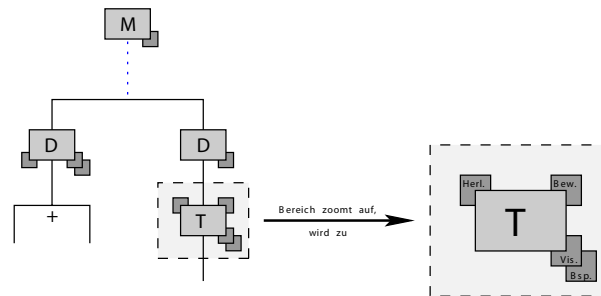 M
D
D
+
T
Bereich zoomt auf,
wird zu
Herl.
Bew.
T
Vis.
Bsp.